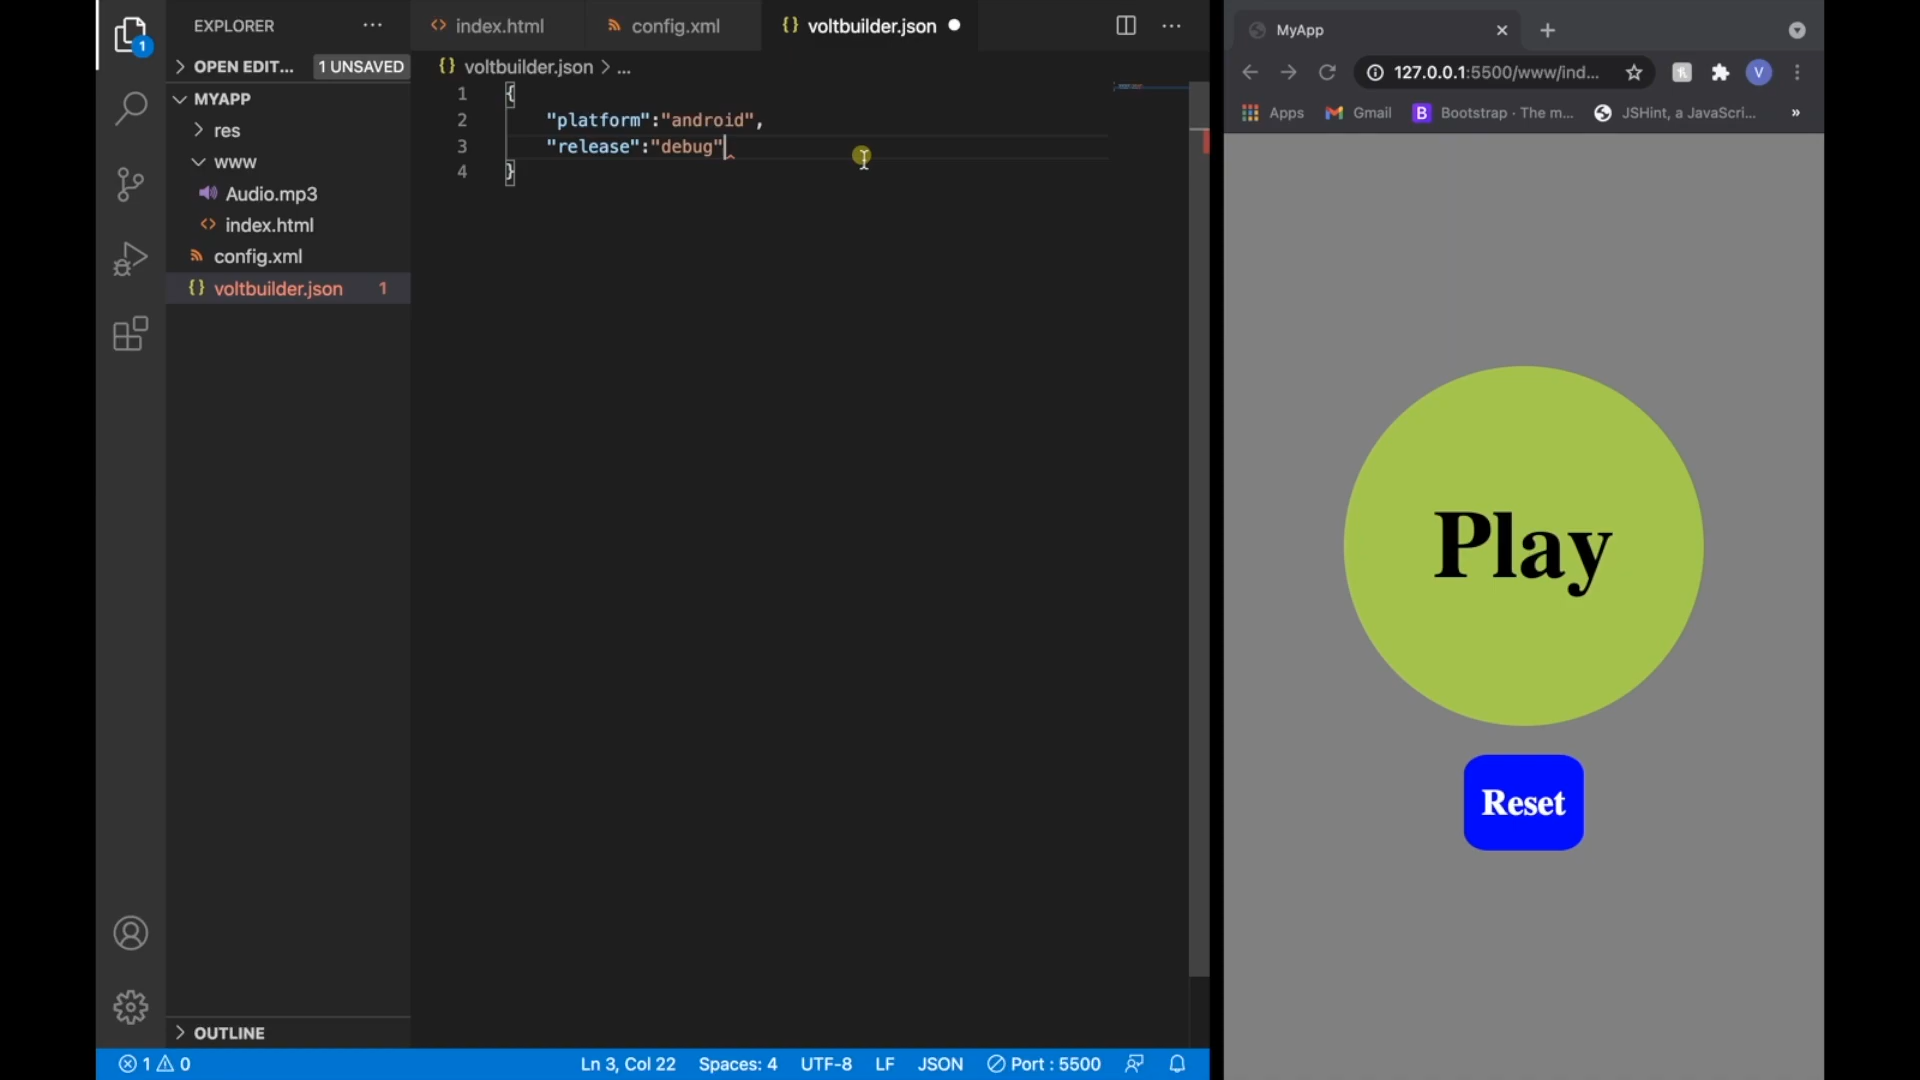 EXPLORER
OPEN EDIT... 1 UNSAVED
MYAPP
res
www
Audio.mp3
index.html
config.xml
voltbuilder.json 1
OUTLINE
1
index.html config.xml {} voltbuilder.json
{} voltbuilder.json > ...
1 {
2 "platform":"android",
3 "release":"debug"
4 }
1 0 Ln 3, Col 22 Spaces: 4 UTF-8 LF JSON Port : 5500
MyApp
127.0.0.1:5500/www/ind... V
Apps Gmail B Bootstrap · The m... JSHint, a JavaScri... »
Play
Reset